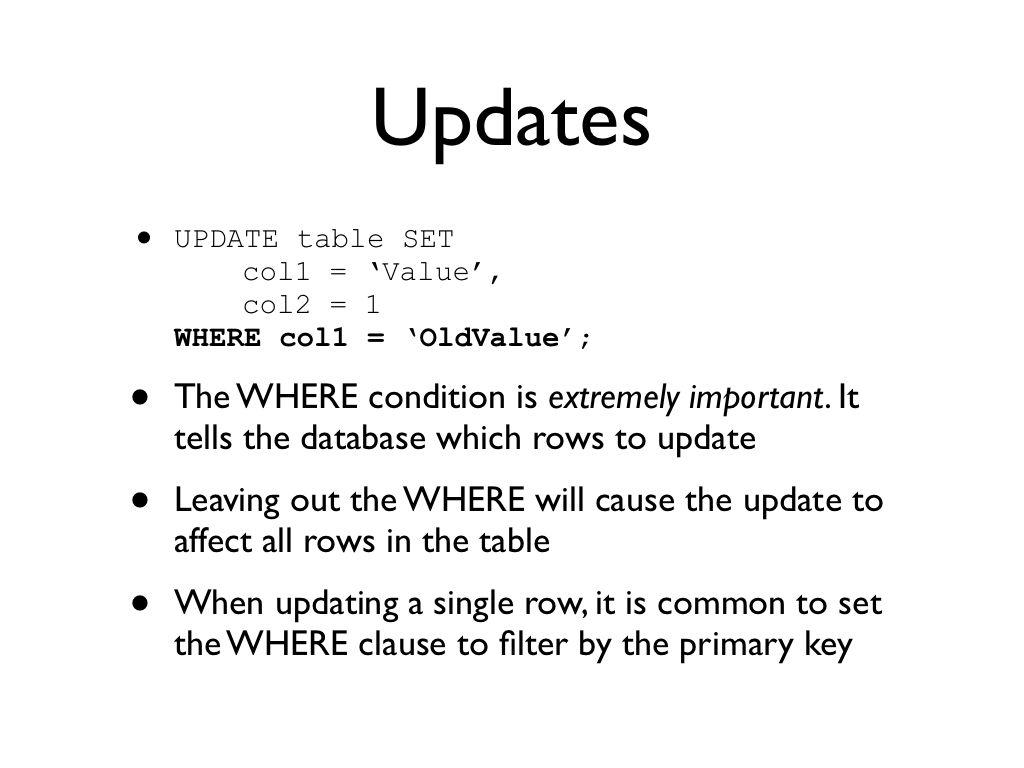 Updates
• UPDATE table SET
col1 = ‘Value’,
col2 = 1
WHERE col1 = ‘OldValue’;
• The WHERE condition is extremely important. It
tells the database which rows to update
• Leaving out the WHERE will cause the update to
affect all rows in the table
• When updating a single row, it is common to set
the WHERE clause to filter by the primary key